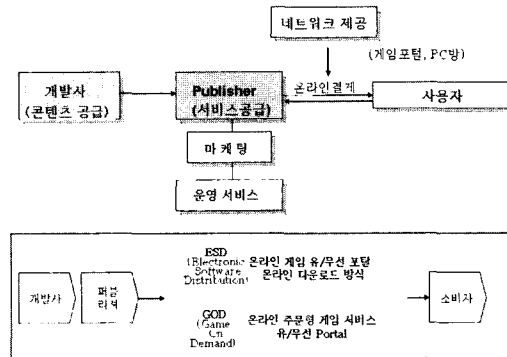 네트워크 제공
(게임포털, PC방)
개발사
(콘텐츠 공급)
Publisher
(서비스공급)
온라인결제
사용자
마케팅
운영 서비스
개발사
퍼블
리셔
ESD
(Electronic
Software
Distribution)
온라인 게임 유/무선 포탈
온라인 다운로드 방식
GOD
(Game
On
Demand)
온라인 주문형 게임 서비스
유/무선 Portal
소비자